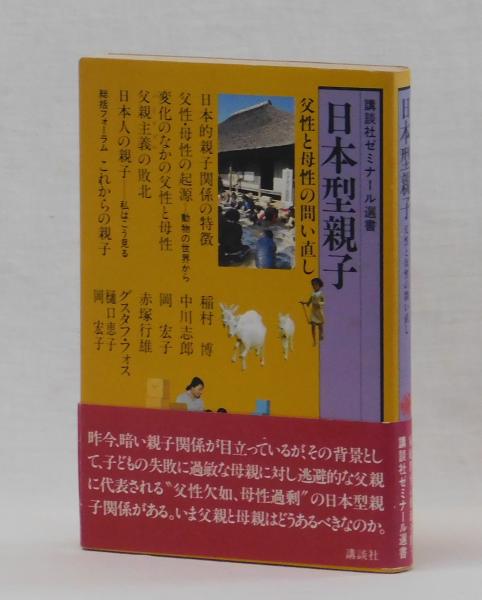 講談社ゼミナール選書
日本型親子
父性と母性の問い直し
日本的親子関係の特徴 稲村 博
父性・母性の起源―動物の世界から 中川志郎
変化のなかの父性と母性 岡 宏子
父親主義の敗北 赤塚行雄
日本人の親子――私はこう見る グスタフ・フォス
総括フォーラム これからの親子 樋口恵子
岡 宏子
昨今、暗い親子関係が目立っているが、その背景とし
て、子どもの失敗に過敏な母親に対し逃避的な父親
に代表される〝父性欠如、母性過剰〟の日本型親
子関係がある。いま父親と母親はどうあるべきなのか。
講談社
日本型親子
父性と母性の問い直し
講談社ゼミナール選書